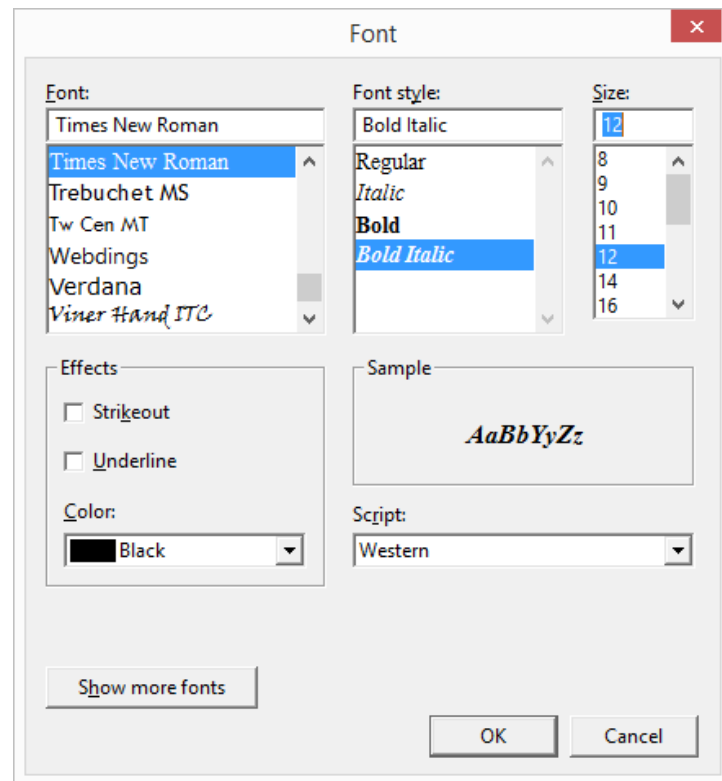 Font
Font:
Times New Roman
Times New Roman
Trebuchet MS
Tw Cen MT
Webdings
Verdana
Viner Hand ITC
Font style:
Bold Italic
Regular
Italic
Bold
Bold Italic
Size:
12
8
9
10
11
12
14
16
Effects
Strikeout
Underline
Color:
Black
Sample
AaBbYyZz
Script:
Western
Show more fonts
OK
Cancel